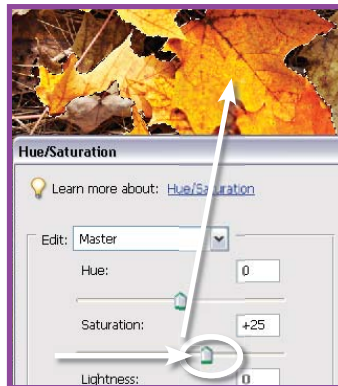 Hue/Saturation
Learn more about: Hue/Saturation
Edit: Master
Hue: 0
Saturation: +25
Lightness: 0